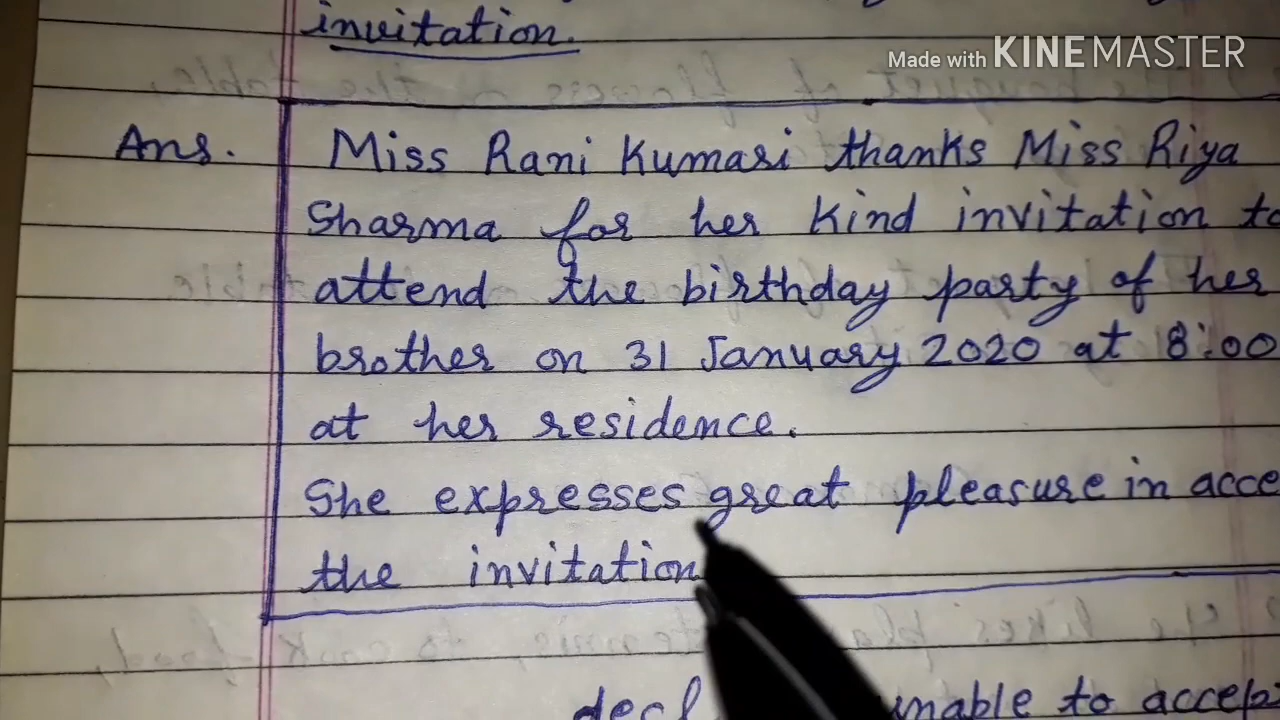 invitation.
Made with KINEMASTER
Ans. Miss Rani Kumari thanks Miss Riya
Sharma for her kind invitation to
attend the birthday party of her
brother on 31 January 2020 at 8:00
at her residence.
She expresses great pleasure in acce
the invitation
decl unable to accept